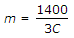 m = 1400/3C